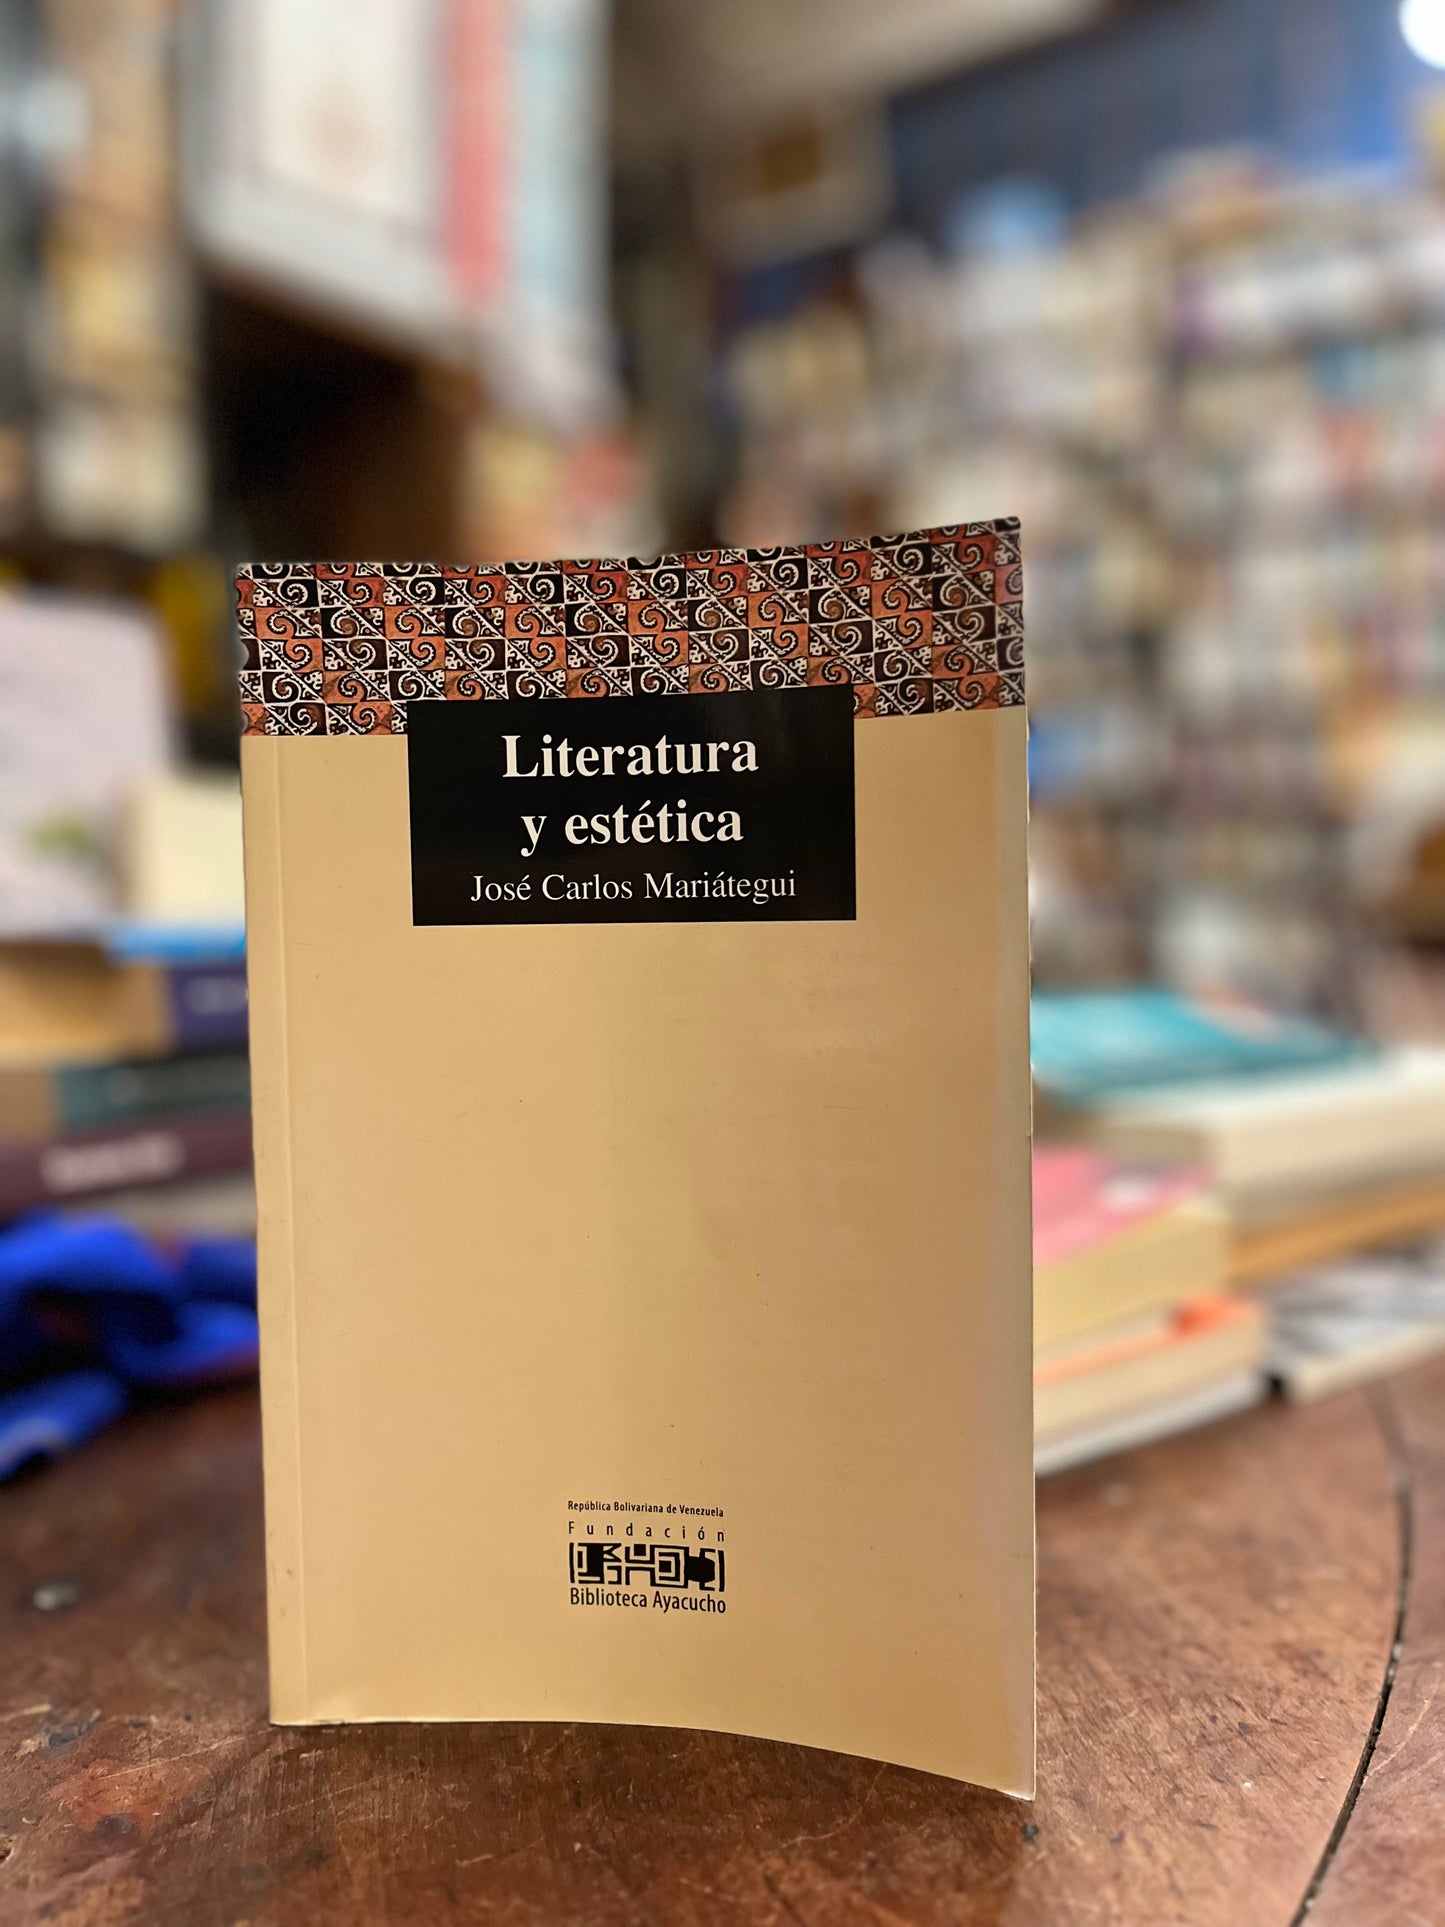 Literatura
y estética
José Carlos Mariátegui
República Bolivariana de Venezuela
Fundación
Biblioteca Ayacucho